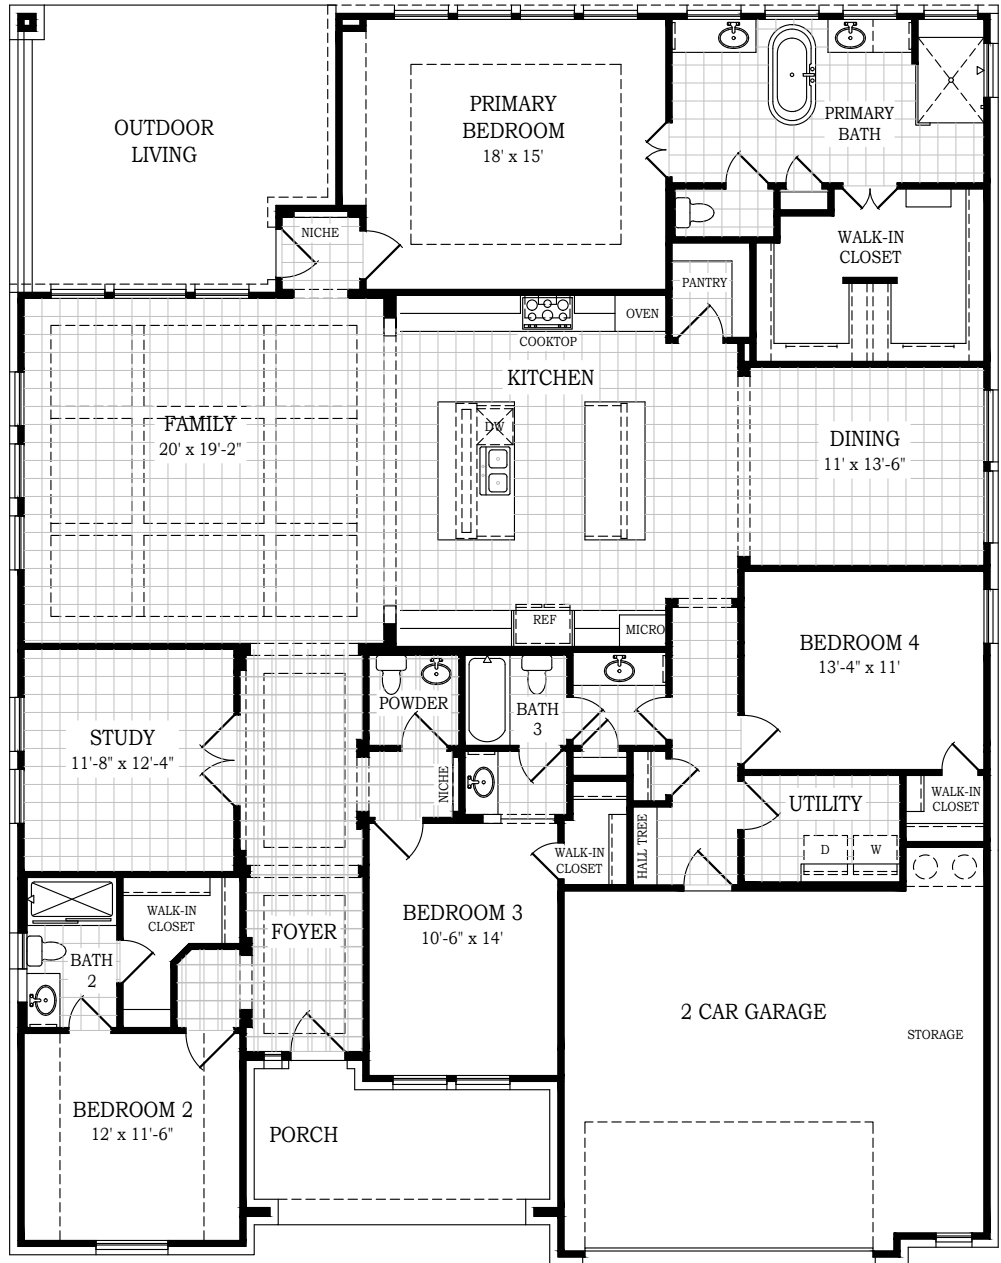 OUTDOOR
LIVING
PRIMARY
BEDROOM
18' x 15'
PRIMARY
BATH
NICHE
WALK-IN
CLOSET
PANTRY
OVEN
COOKTOP
KITCHEN
FAMILY
20' x 19'-2"
DW
DINING
11' x 13'-6"
REF
MICRO
BEDROOM 4
13'-4" x 11'
POWDER
BATH
3
STUDY
11'-8" x 12'-4"
NICHE
UTILITY
WALK-IN
CLOSET
HALL TREE
D
W
WALK-IN
CLOSET
WALK-IN
CLOSET
BEDROOM 3
10'-6" x 14'
FOYER
BATH
2
2 CAR GARAGE
STORAGE
BEDROOM 2
12' x 11'-6"
PORCH